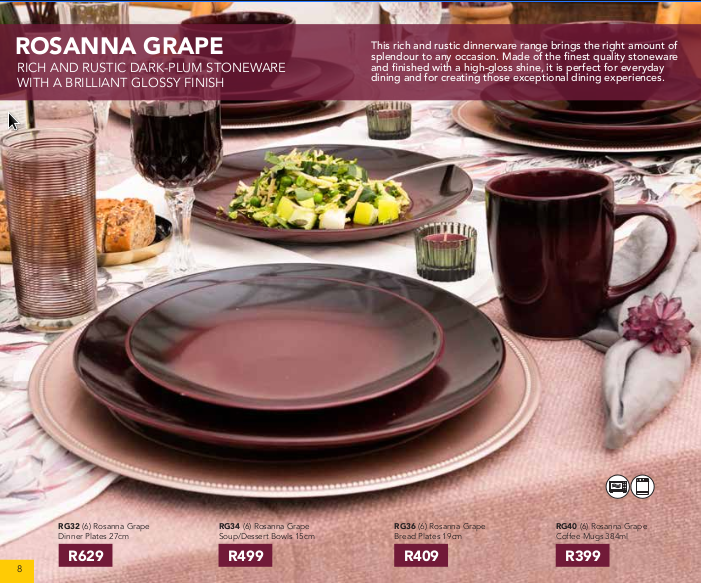 ROSANNA GRAPE
RICH AND RUSTIC DARK-PLUM STONEWARE
WITH A BRILLIANT GLOSSY FINISH
This rich and rustic dinnerware range brings the right amount of
splendour to any occasion. Made of the finest quality stoneware
and finished with a high-gloss shine, it is perfect for everyday
dining and for creating those exceptional dining experiences.
RG32 (6) Rosanna Grape
Dinner Plates 27cm
R629
RG34 (6) Rosanna Grape
Soup/Dessert Bowls 15cm
R499
RG36 (6) Rosanna Grape
Bread Plates 19cm
R409
RG40 (6) Rosanna Grape
Coffee Mugs 384ml
R399
8